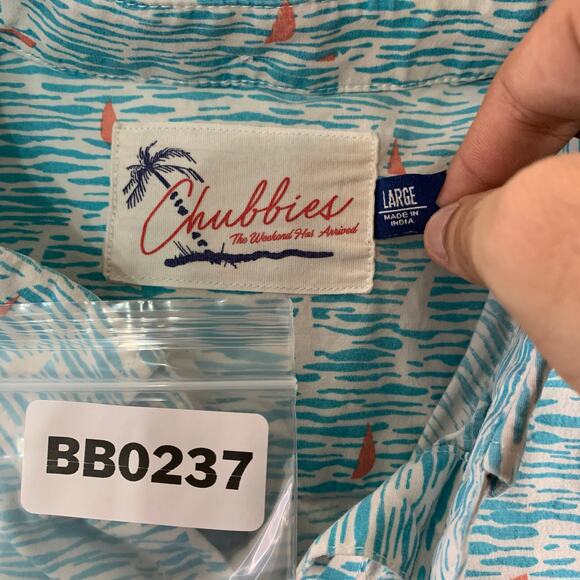 Chubbies
The Weekend Has Arrived
LARGE
MADE IN
INDIA
BB0237